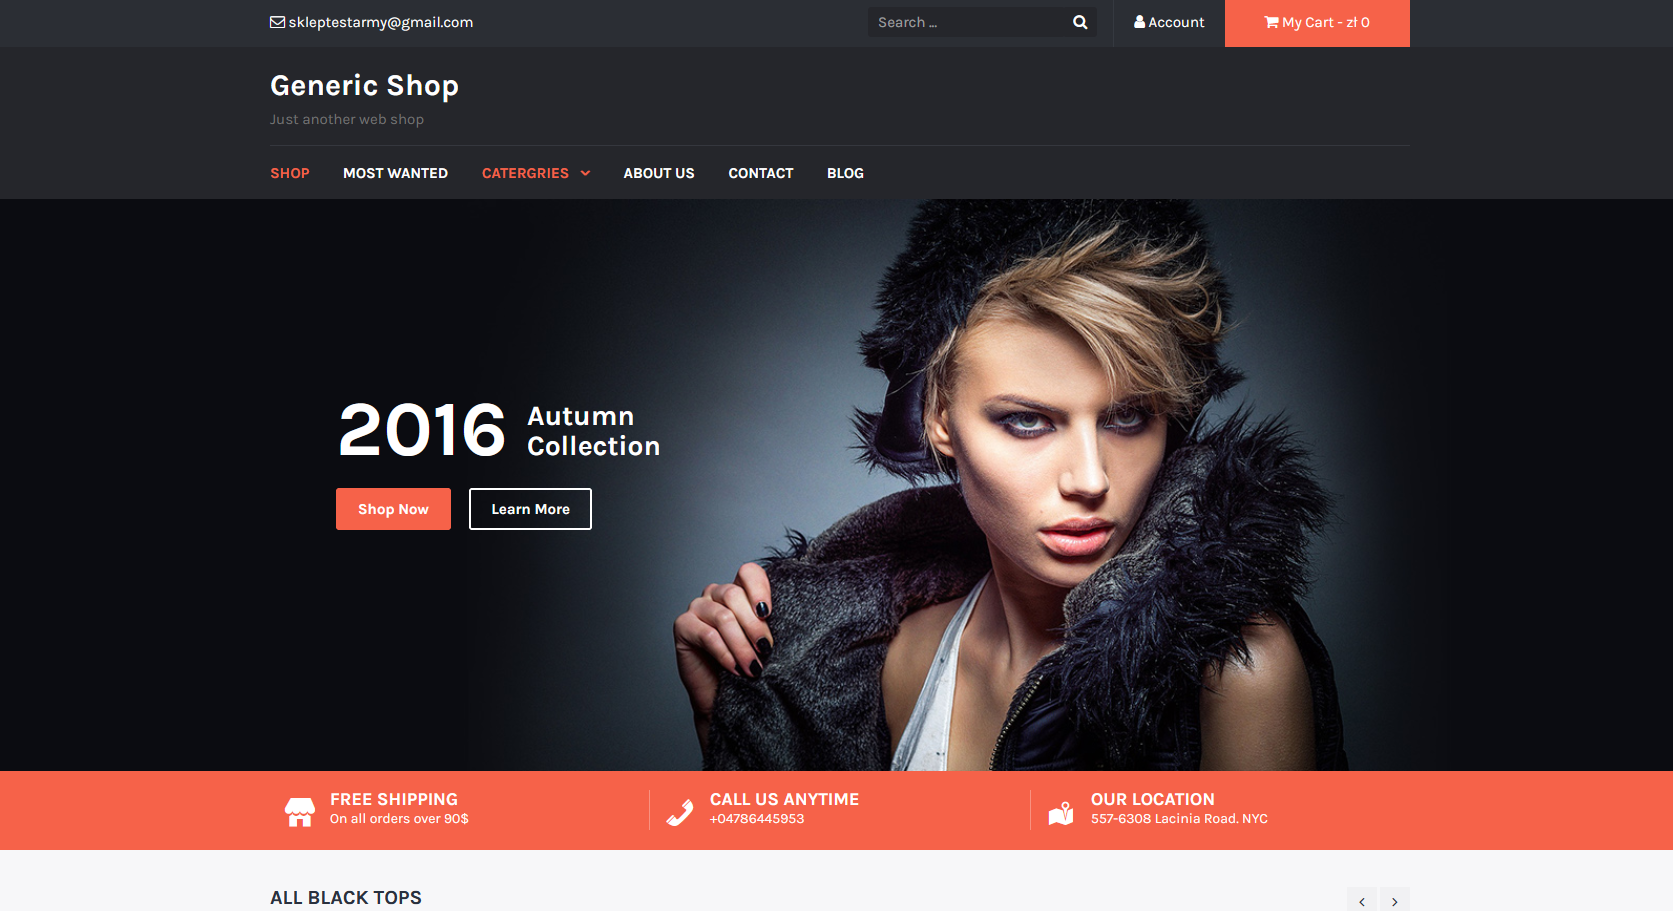 skleptestarmy@gmail.com
Search ...
Account
My Cart - zł 0
Generic Shop
Just another web shop
SHOP
MOST WANTED
CATERGRIES
ABOUT US
CONTACT
BLOG
2016
Autumn
Collection
Shop Now
Learn More
FREE SHIPPING
On all orders over 90$
CALL US ANYTIME
+04786445953
OUR LOCATION
557-6308 Lacinia Road. NYC
ALL BLACK TOPS